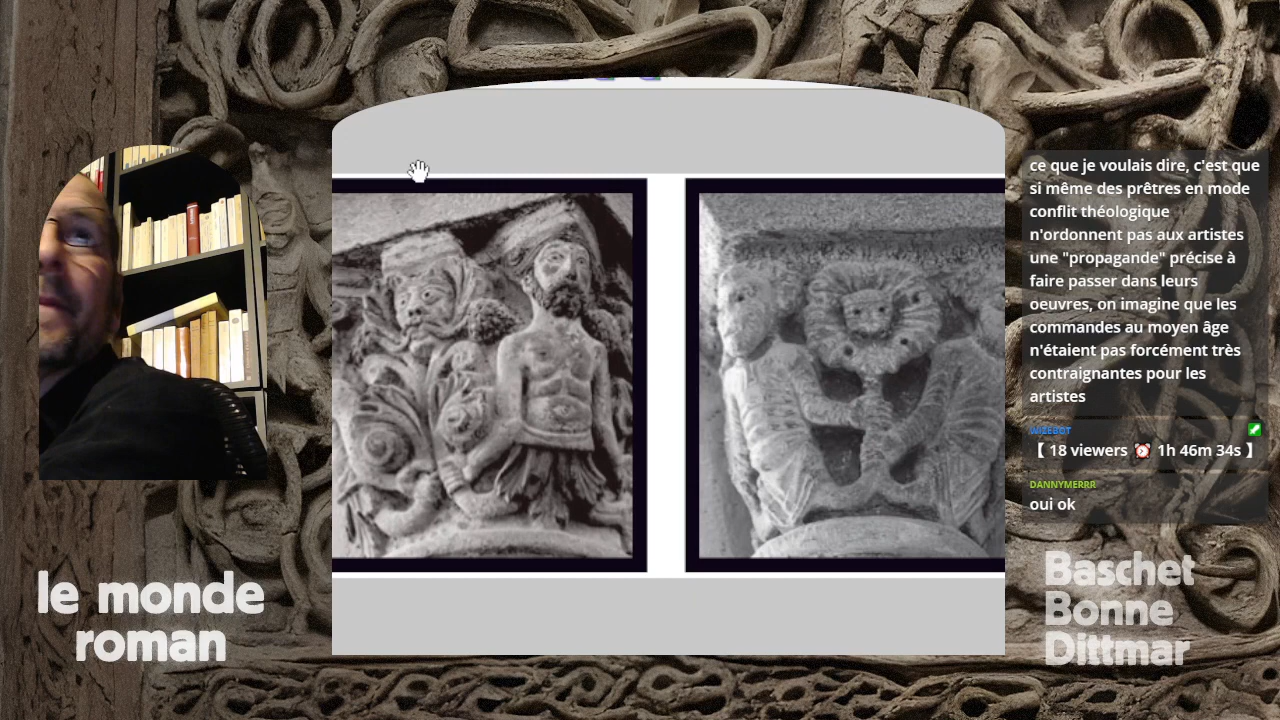 ce que je voulais dire, c'est que
si même des prêtres en mode
conflit théologique
n'ordonnent pas aux artistes
une "propagande" précise à
faire passer dans leurs
oeuvres, on imagine que les
commandes au moyen âge
n'étaient pas forcément très
contraignantes pour les
artistes
WIZEBOT
【 18 viewers ⏰ 1h 46m 34s 】
DANNYMERRR
oui ok
le monde
roman
Baschet
Bonne
Dittmar